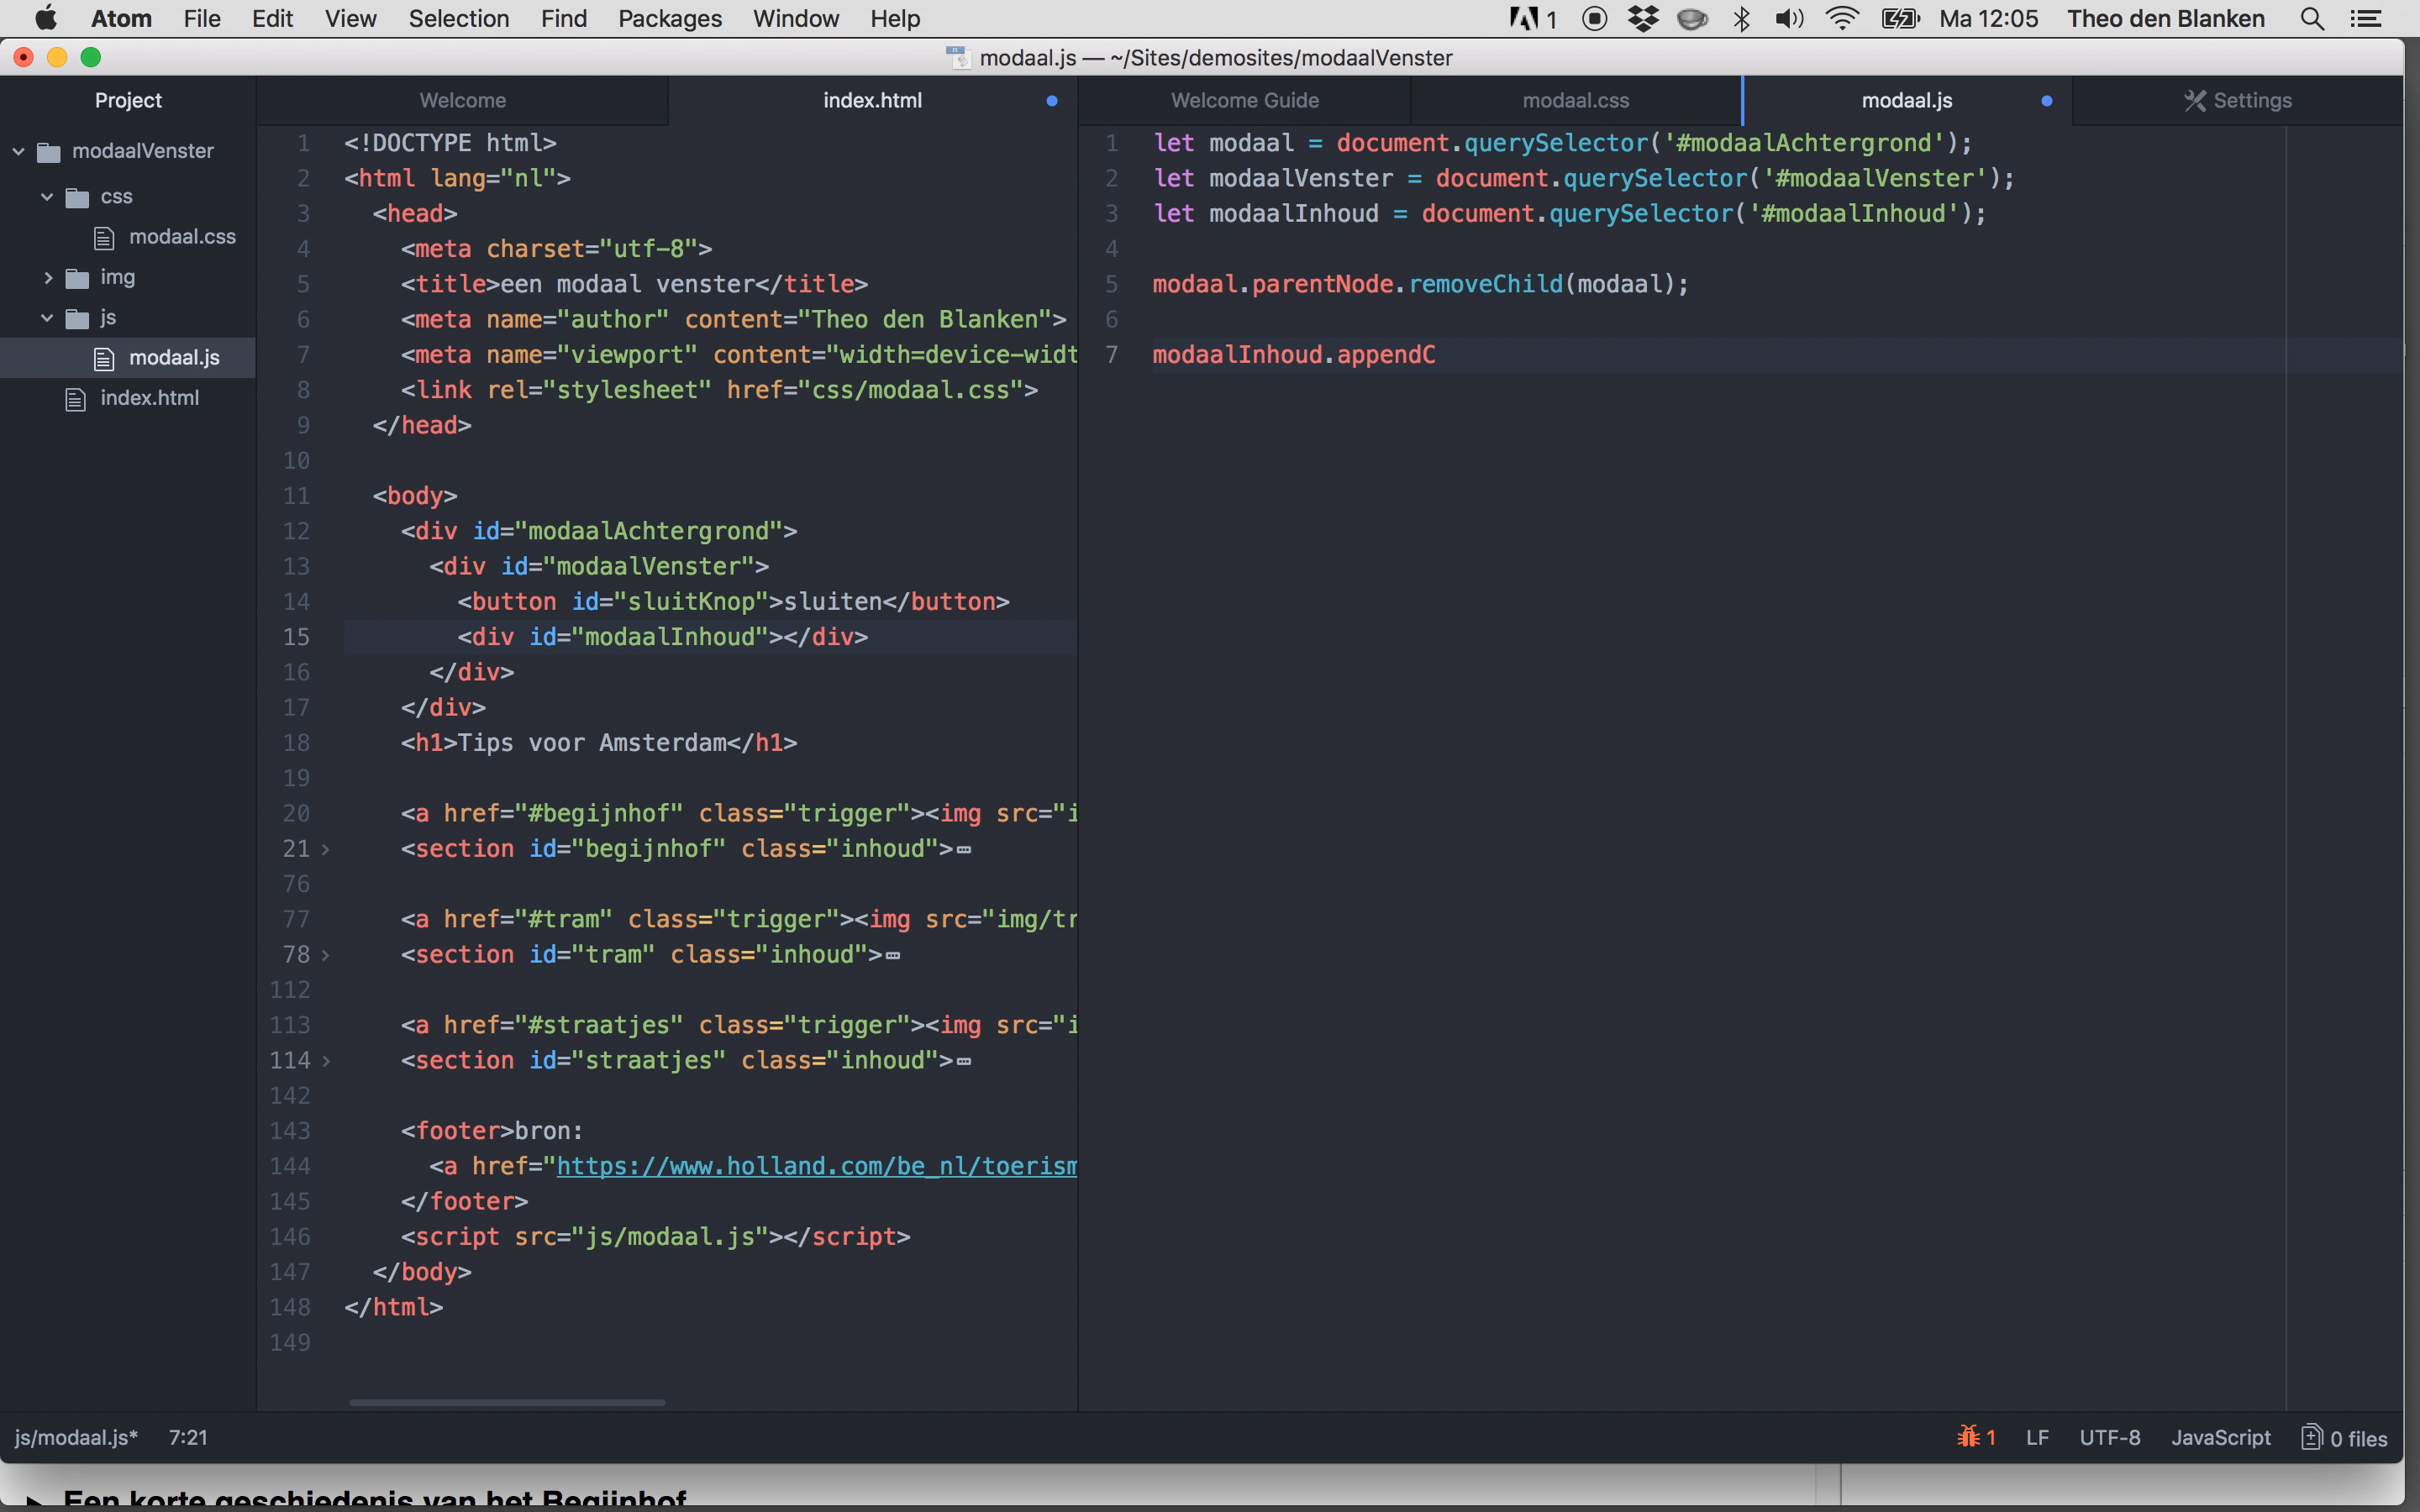 Atom File Edit View Selection Find Packages Window Help 1 Ma 12:05 Theo den Blanken
modaal.js — ~/Sites/demosites/modaalVenster
Project
modaalVenster
css
modaal.css
img
js
modaal.js
index.html
Welcome index.html
1 <!DOCTYPE html>
2 <html lang="nl">
3 <head>
4 <meta charset="utf-8">
5 <title>een modaal venster</title>
6 <meta name="author" content="Theo den Blanken">
7 <meta name="viewport" content="width=device-widt
8 <link rel="stylesheet" href="css/modaal.css">
9 </head>
10
11 <body>
12 <div id="modaalAchtergrond">
13 <div id="modaalVenster">
14 <button id="sluitKnop">sluiten</button>
15 <div id="modaalInhoud"></div>
16 </div>
17 </div>
18 <h1>Tips voor Amsterdam</h1>
19
20 <a href="#begijnhof" class="trigger"><img src="i
21 <section id="begijnhof" class="inhoud">
76
77 <a href="#tram" class="trigger"><img src="img/tr
78 <section id="tram" class="inhoud">
112
113 <a href="#straatjes" class="trigger"><img src="i
114 <section id="straatjes" class="inhoud">
142
143 <footer>bron:
144 <a href="https://www.holland.com/be_nl/toerism
145 </footer>
146 <script src="js/modaal.js"></script>
147 </body>
148 </html>
149
Welcome Guide modaal.css modaal.js Settings
1 let modaal = document.querySelector('#modaalAchtergrond');
2 let modaalVenster = document.querySelector('#modaalVenster');
3 let modaalInhoud = document.querySelector('#modaalInhoud');
4
5 modaal.parentNode.removeChild(modaal);
6
7 modaalInhoud.appendC
js/modaal.js* 7:21 1 LF UTF-8 JavaScript 0 files
Een korte geschiedenis van het Begijnhof